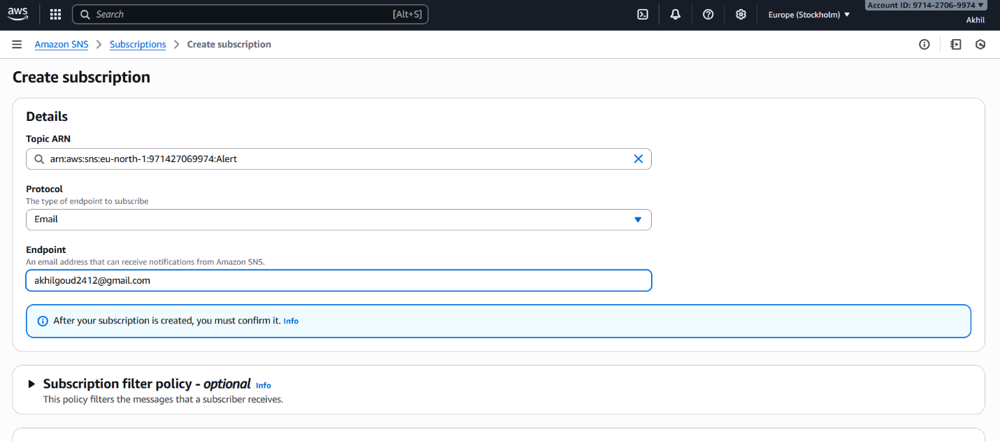 aws
Search [Alt+S]
Europe (Stockholm)
Account ID: 9714-2706-9974
Akhil
Amazon SNS
Subscriptions
Create subscription
Create subscription
Details
Topic ARN
arn:aws:sns:eu-north-1:971427069974:Alert
Protocol
The type of endpoint to subscribe
Email
Endpoint
An email address that can receive notifications from Amazon SNS.
akhilgoud2412@gmail.com
After your subscription is created, you must confirm it. Info
Subscription filter policy - optional Info
This policy filters the messages that a subscriber receives.